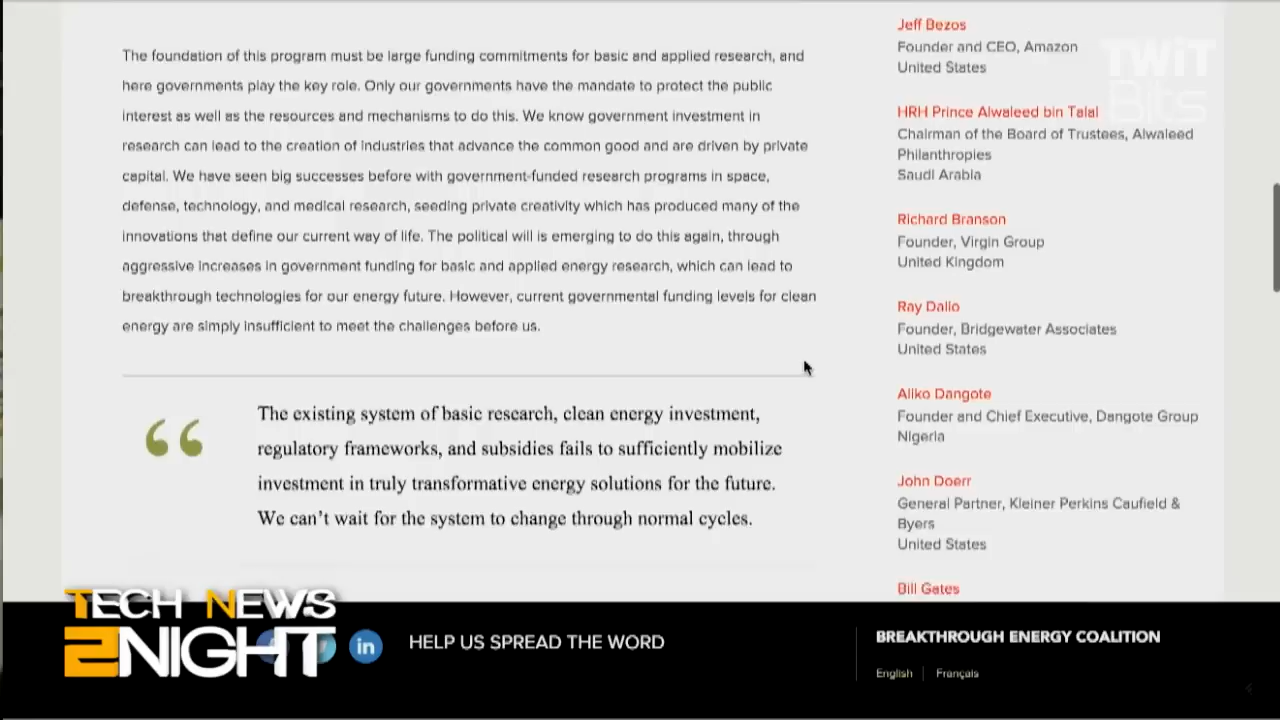 The foundation of this program must be large funding commitments for basic and applied research, and
here governments play the key role. Only our governments have the mandate to protect the public
interest as well as the resources and mechanisms to do this. We know government investment in
research can lead to the creation of industries that advance the common good and are driven by private
capital. We have seen big successes before with government-funded research programs in space,
defense, technology, and medical research, seeding private creativity which has produced many of the
innovations that define our current way of life. The political will is emerging to do this again, through
aggressive increases in government funding for basic and applied energy research, which can lead to
breakthrough technologies for our energy future. However, current governmental funding levels for clean
energy are simply insufficient to meet the challenges before us.
“
The existing system of basic research, clean energy investment,
regulatory frameworks, and subsidies fails to sufficiently mobilize
investment in truly transformative energy solutions for the future.
We can’t wait for the system to change through normal cycles.
Jeff Bezos
Founder and CEO, Amazon
United States
HRH Prince Alwaleed bin Talal
Chairman of the Board of Trustees, Alwaleed
Philanthropies
Saudi Arabia
Richard Branson
Founder, Virgin Group
United Kingdom
Ray Dalio
Founder, Bridgewater Associates
United States
Aliko Dangote
Founder and Chief Executive, Dangote Group
Nigeria
John Doerr
General Partner, Kleiner Perkins Caufield &
Byers
United States
Bill Gates
TWiT
Bits
TECH NEWS
2NIGHT
in
HELP US SPREAD THE WORD
BREAKTHROUGH ENERGY COALITION
English
Français